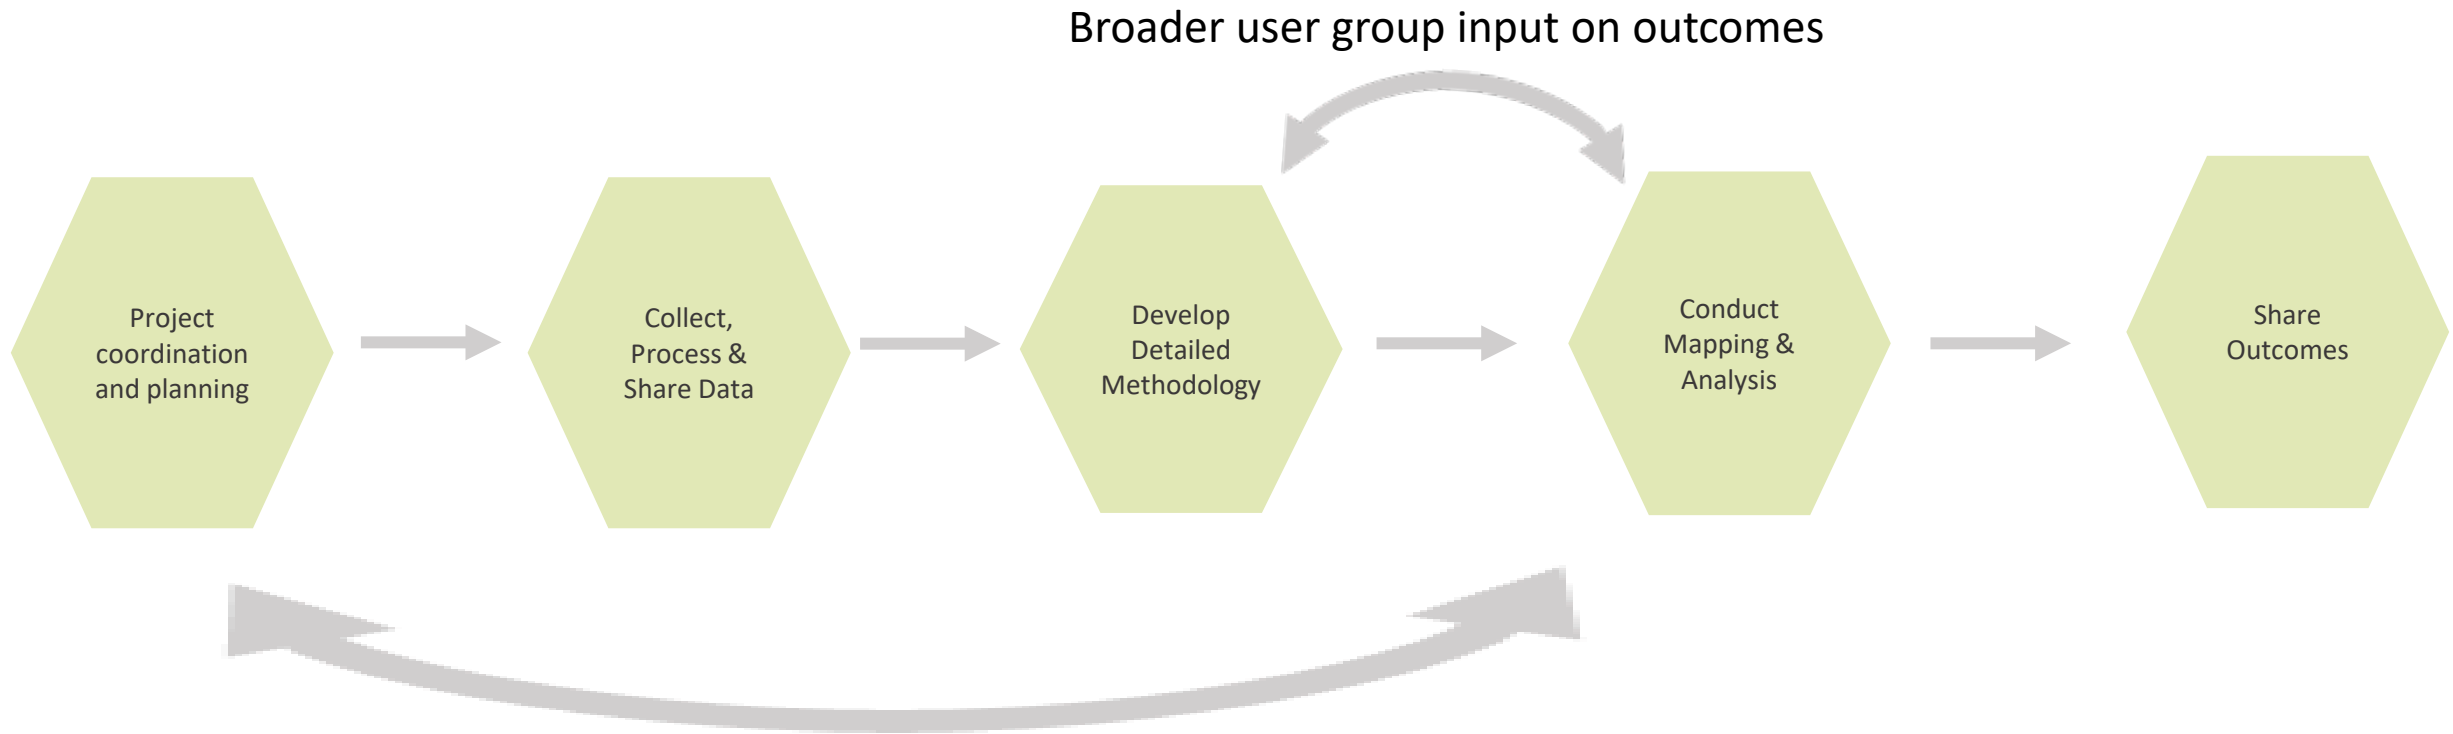 Broader user group input on outcomes
Project
coordination
and planning
Collect,
Process &
Share Data
Develop
Detailed
Methodology
Conduct
Mapping &
Analysis
Share
Outcomes